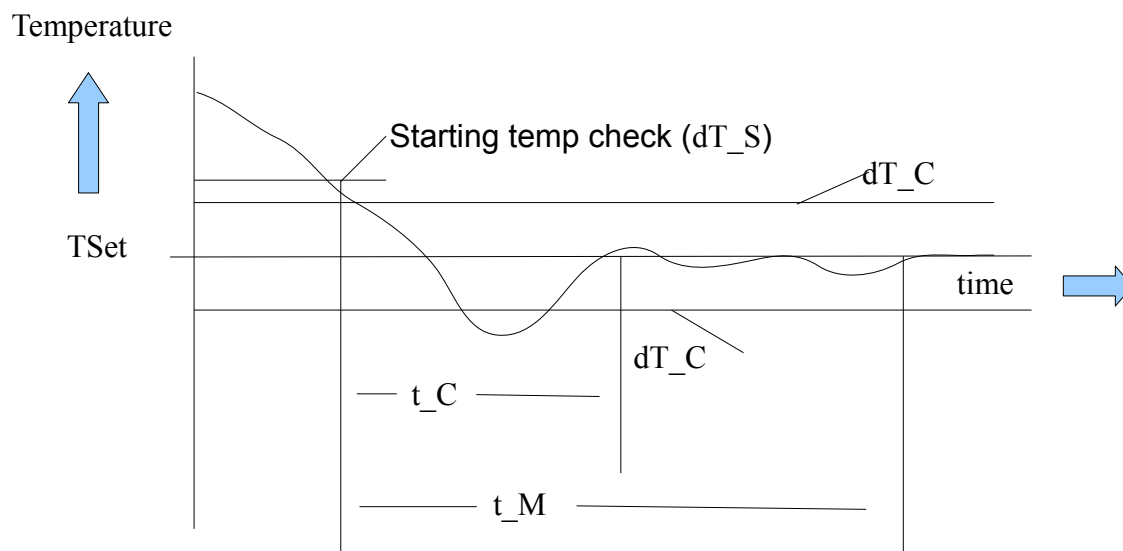 Temperature
Starting temp check (dT_S)
dT_C
TSet
time
dT_C
t_C
t_M